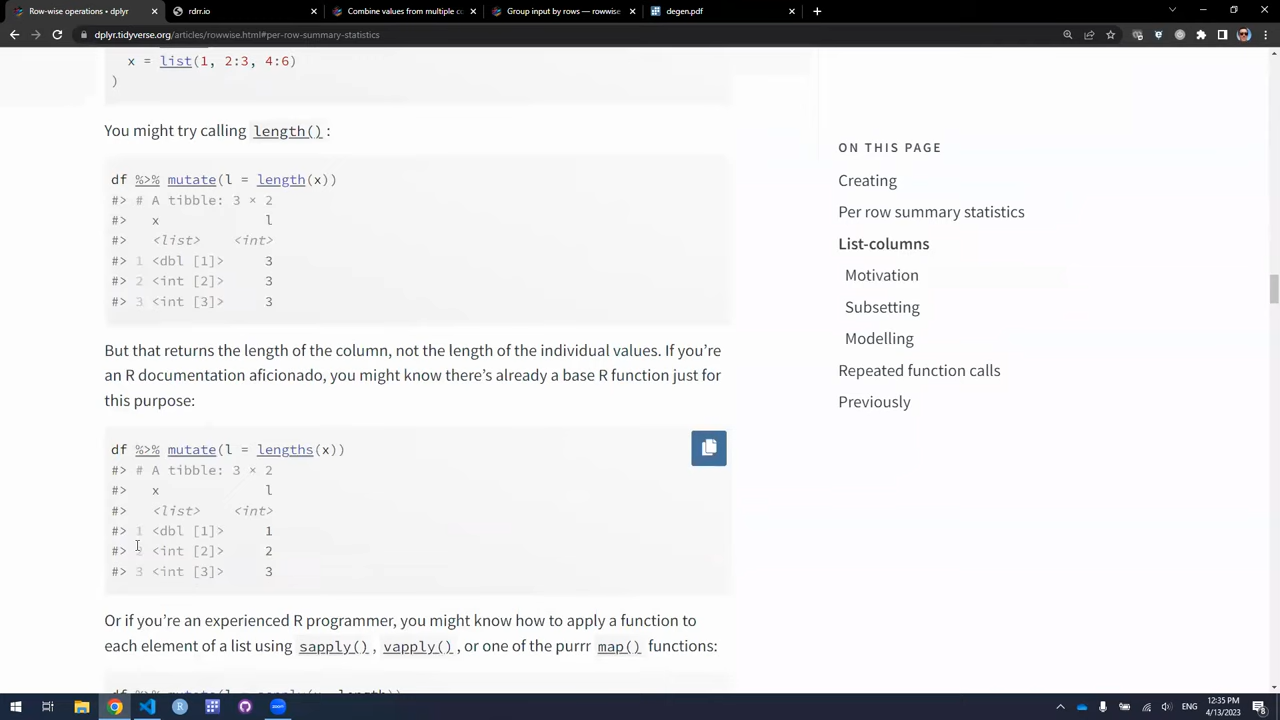 Row-wise operations • dplyr
rdrr.io
Combine values from multiple co
Group input by rows — rowwise •
degen.pdf
dplyr.tidyverse.org/articles/rowwise.html#per-row-summary-statistics
x = list(1, 2:3, 4:6)
)
You might try calling length() :
df %>% mutate(l = length(x))
#> # A tibble: 3 × 2
#> x l
#> <list> <int>
#> 1 <dbl [1]> 3
#> 2 <int [2]> 3
#> 3 <int [3]> 3
But that returns the length of the column, not the length of the individual values. If you’re
an R documentation aficionado, you might know there’s already a base R function just for
this purpose:
df %>% mutate(l = lengths(x))
#> # A tibble: 3 × 2
#> x l
#> <list> <int>
#> 1 <dbl [1]> 1
#> 2 <int [2]> 2
#> 3 <int [3]> 3
Or if you’re an experienced R programmer, you might know how to apply a function to
each element of a list using sapply() , vapply() , or one of the purrr map() functions:
df %>% mutate(l = sapply(x, length))
ON THIS PAGE
Creating
Per row summary statistics
List-columns
Motivation
Subsetting
Modelling
Repeated function calls
Previously
ENG
12:35 PM
4/13/2023